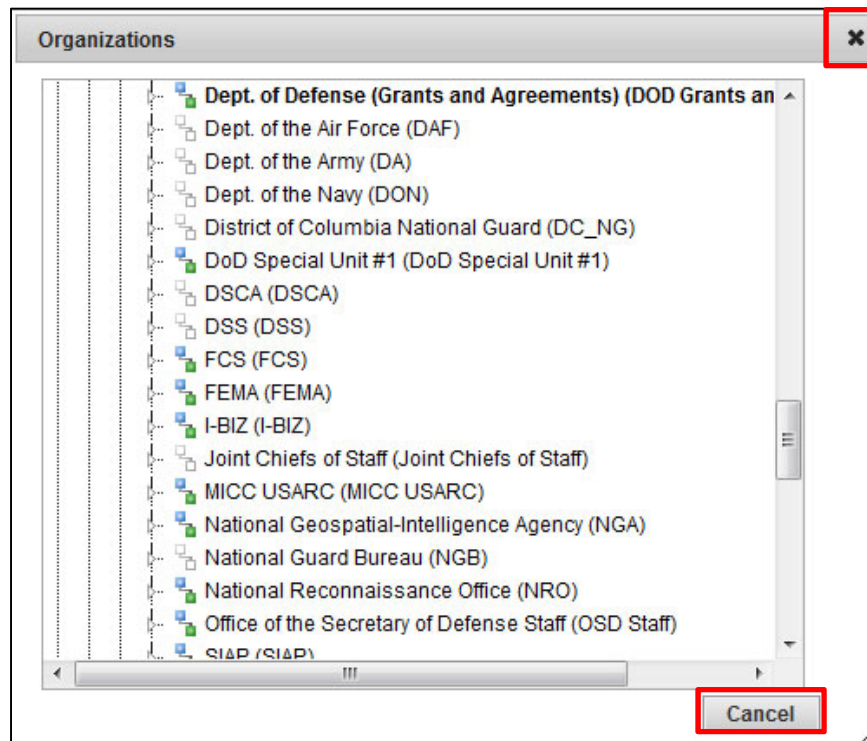 Organizations
Dept. of Defense (Grants and Agreements) (DOD Grants an
Dept. of the Air Force (DAF)
Dept. of the Army (DA)
Dept. of the Navy (DON)
District of Columbia National Guard (DC_NG)
DoD Special Unit #1 (DoD Special Unit #1)
DSCA (DSCA)
DSS (DSS)
FCS (FCS)
FEMA (FEMA)
I-BIZ (I-BIZ)
Joint Chiefs of Staff (Joint Chiefs of Staff)
MICC USARC (MICC USARC)
National Geospatial-Intelligence Agency (NGA)
National Guard Bureau (NGB)
National Reconnaissance Office (NRO)
Office of the Secretary of Defense Staff (OSD Staff)
SIAP (SIAP)
Cancel